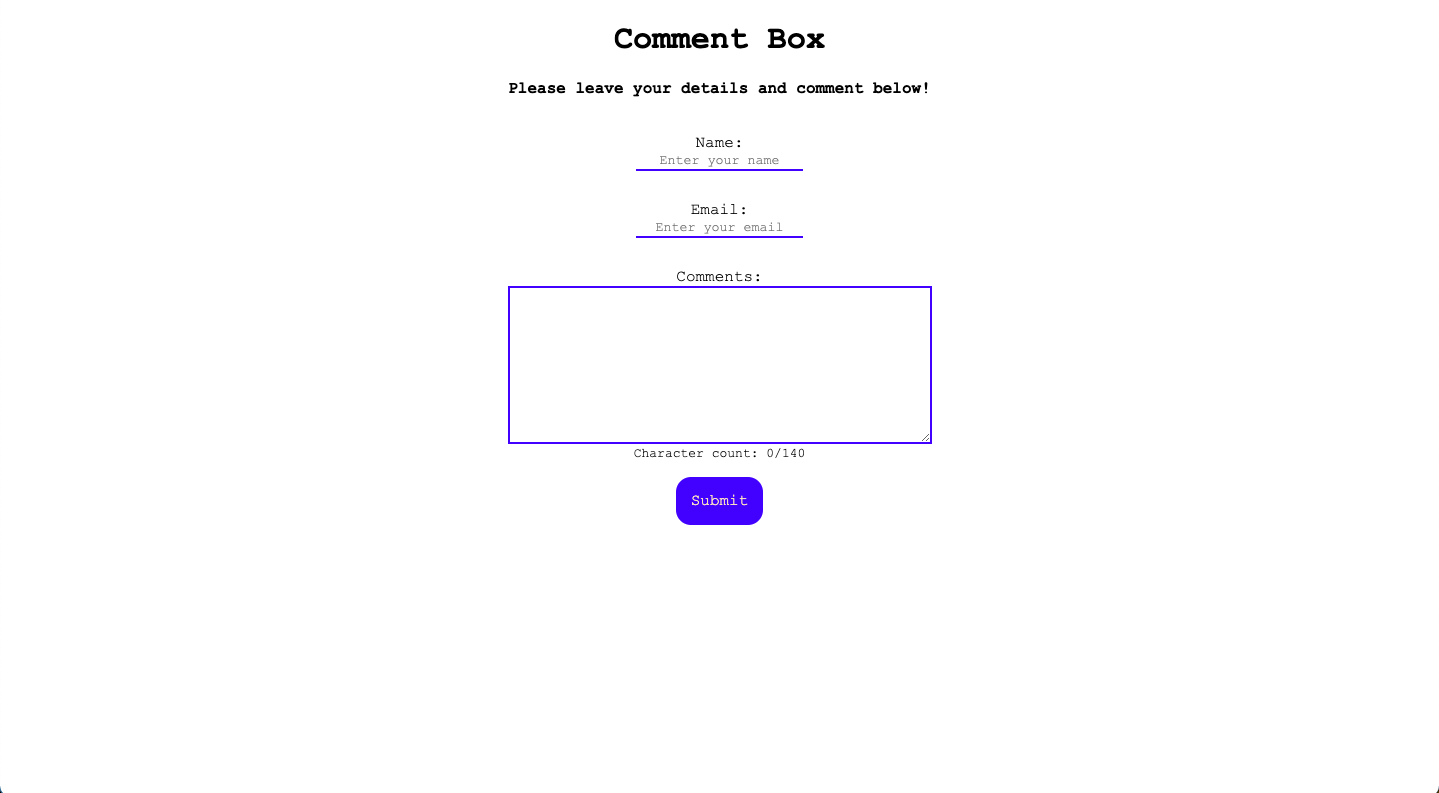 Comment Box
Please leave your details and comment below!
Name:
Enter your name
Email:
Enter your email
Comments:
Character count: 0/140
Submit